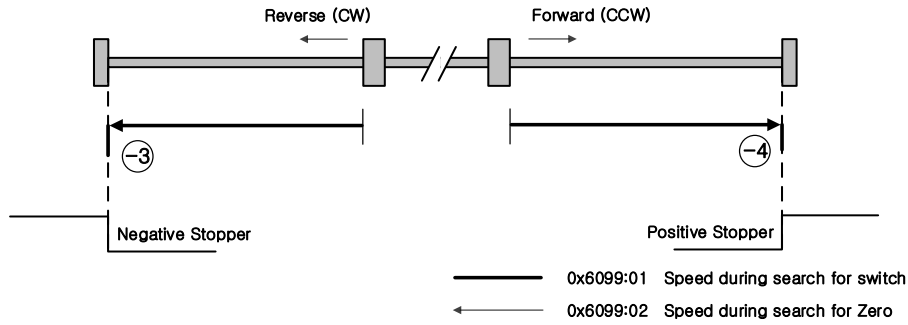 Reverse (CW) Forward (CCW)
-3 -4
Negative Stopper Positive Stopper
0x6099:01 Speed during search for switch
0x6099:02 Speed during search for Zero